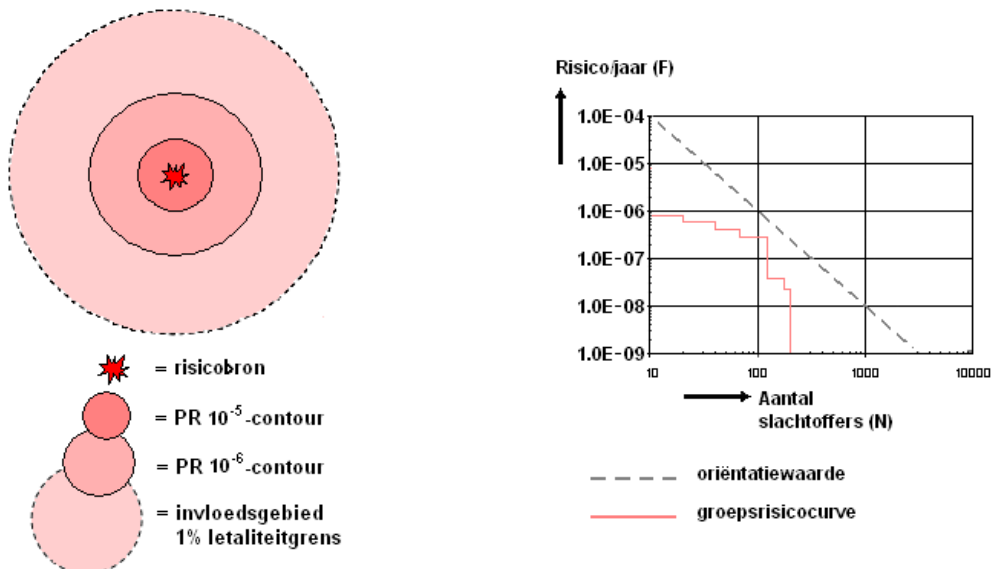 = risicobron
= PR 10⁻⁵-contour
= PR 10⁻⁶-contour
= invloedsgebied
1% letaliteitgrens
Risico/jaar (F)
1.0E-04
1.0E-05
1.0E-06
1.0E-07
1.0E-08
1.0E-09
10 100 1000 10000
Aantal
slachtoffers (N)
oriëntatiewaarde
groepsrisicocurve